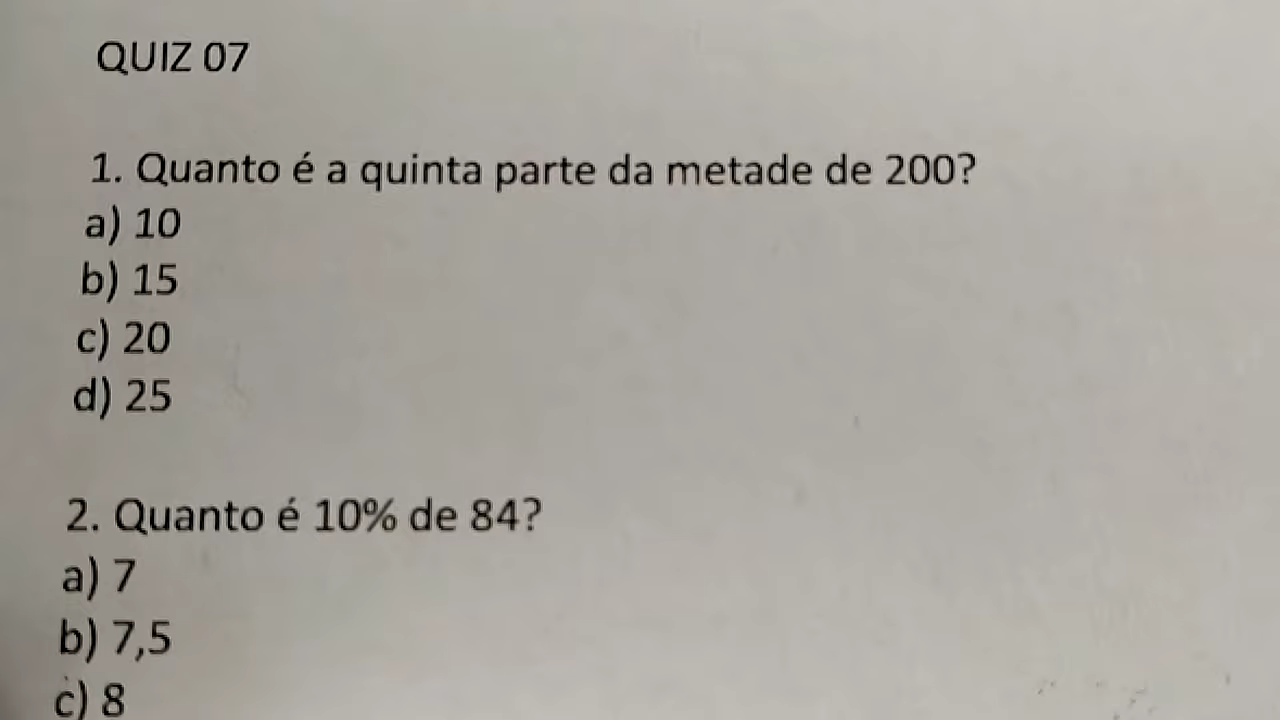 QUIZ 07
1. Quanto é a quinta parte da metade de 200?
a) 10
b) 15
c) 20
d) 25
2. Quanto é 10% de 84?
a) 7
b) 7,5
c) 8